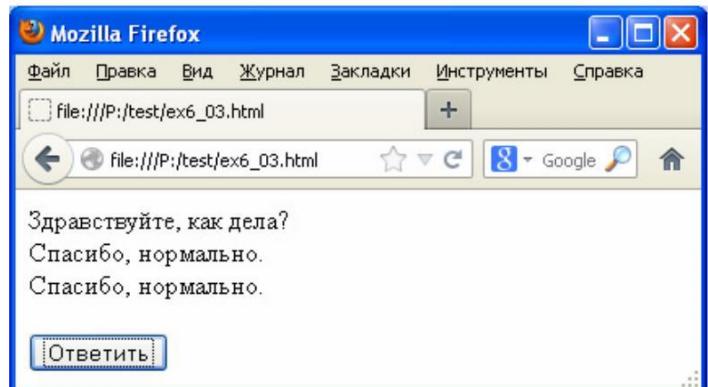 Mozilla Firefox
Файл Правка Вид Журнал Закладки Инструменты Справка
file:///P:/test/ex6_03.html +
file:///P:/test/ex6_03.html 8 Google
Здравствуйте, как дела?
Спасибо, нормально.
Спасибо, нормально.
Ответить